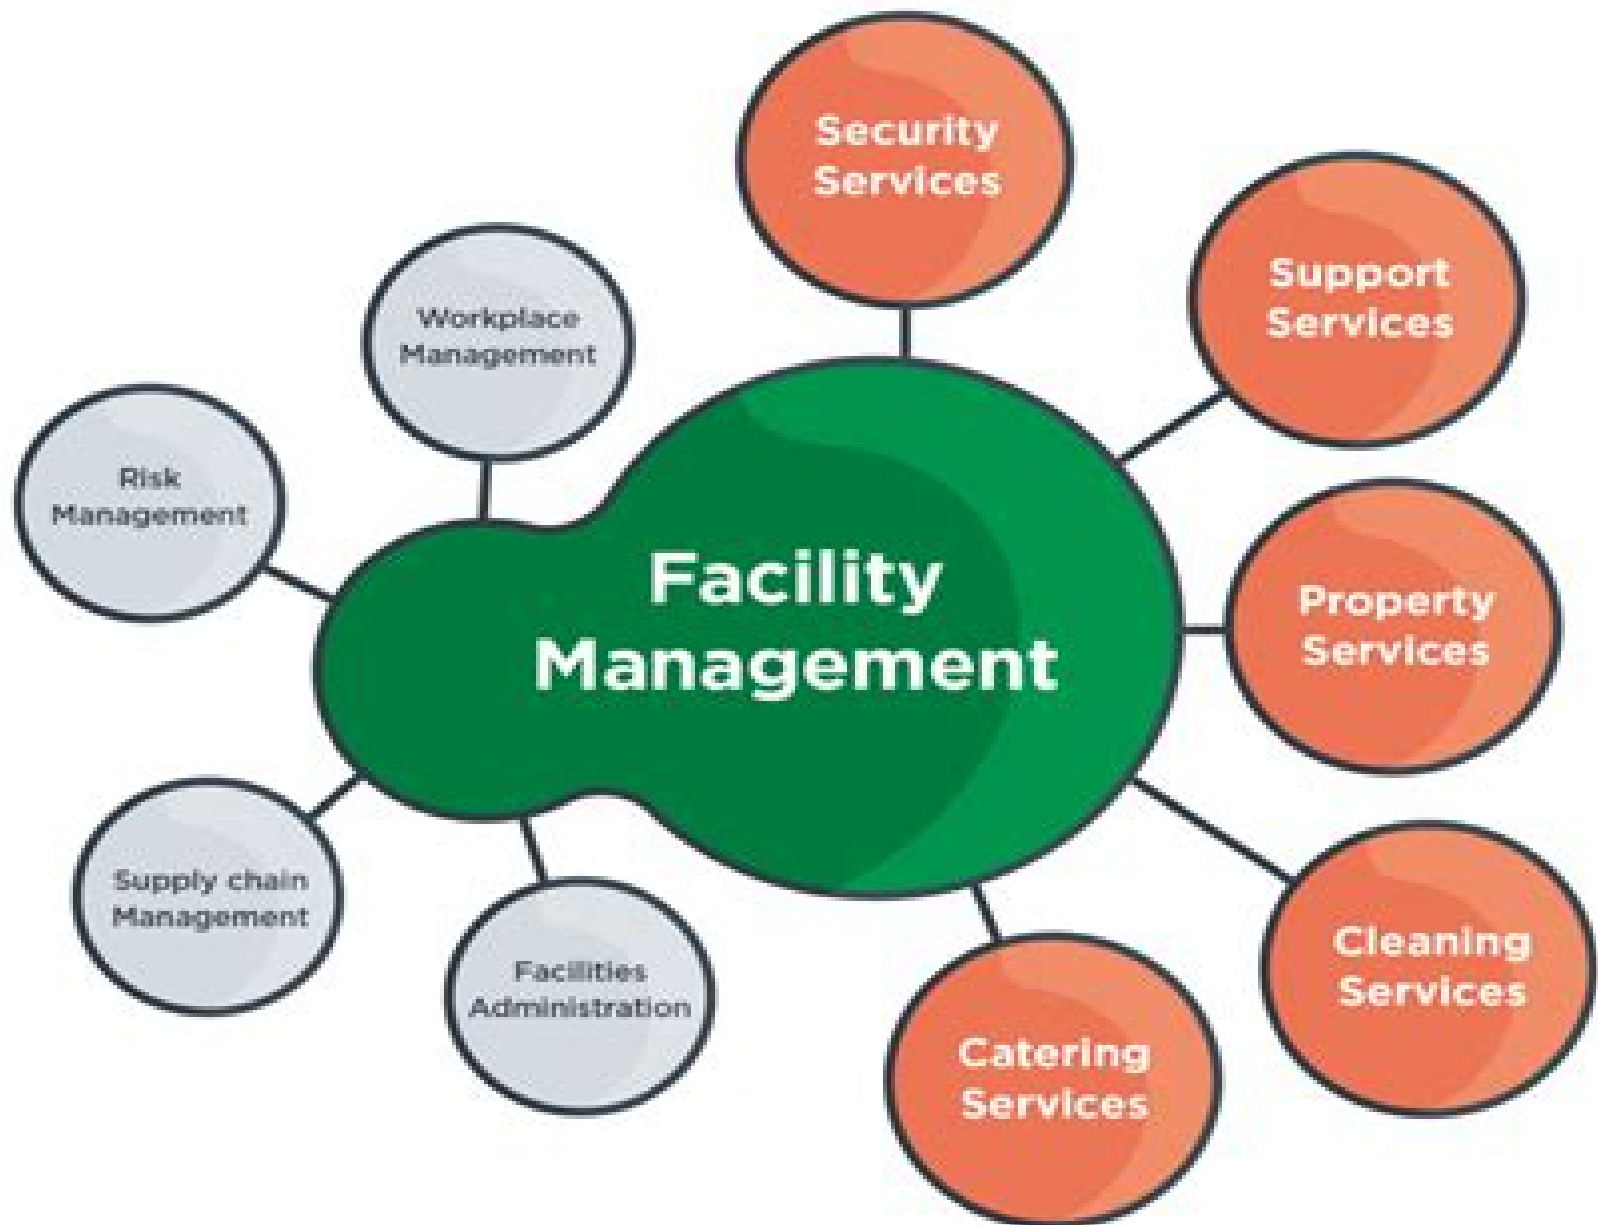 Security
Services
Support
Services
Workplace
Management
Risk
Management
Facility
Management
Property
Services
Supply chain
Management
Facilities
Administration
Cleaning
Services
Catering
Services